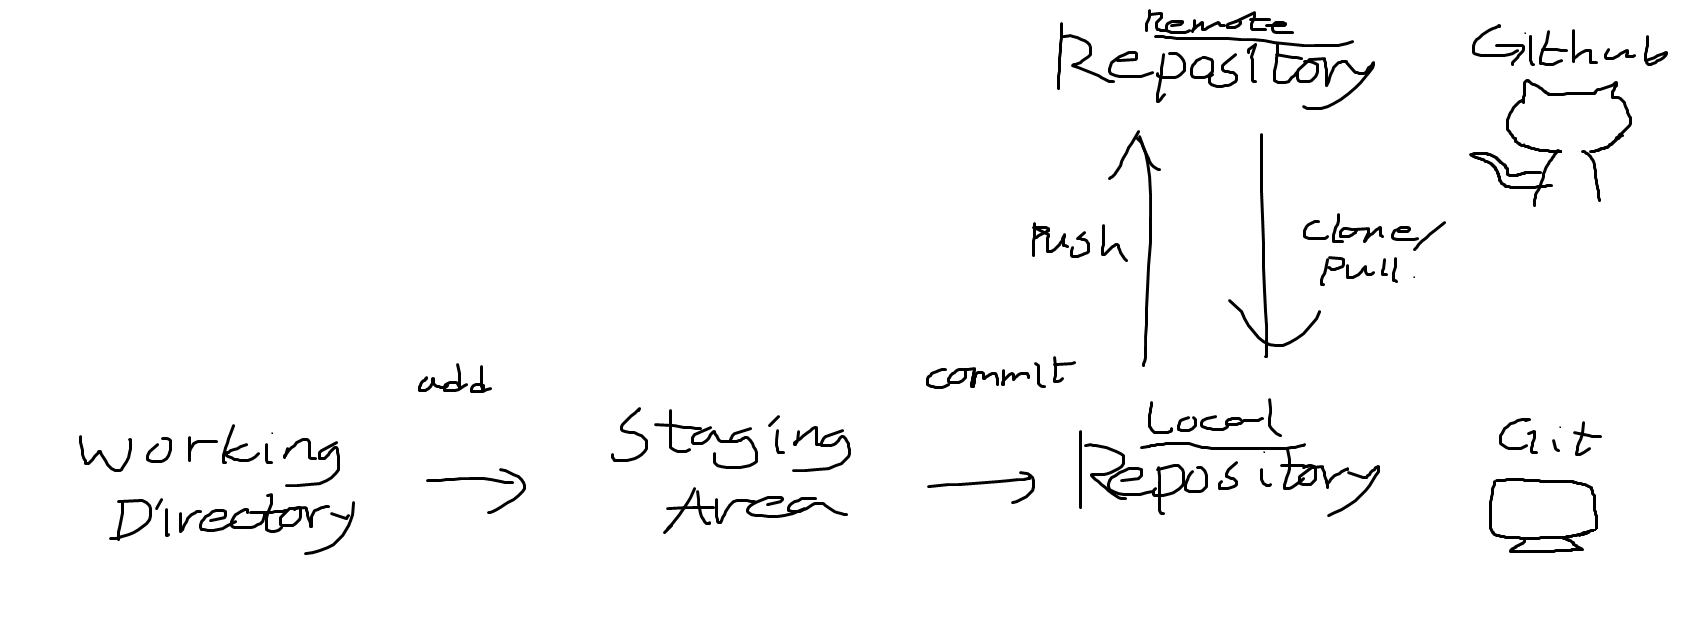 Remote
Repository
Github
Push
Clone/
Pull
add
commit
Working
Directory
Staging
Area
Local
Repository
Git